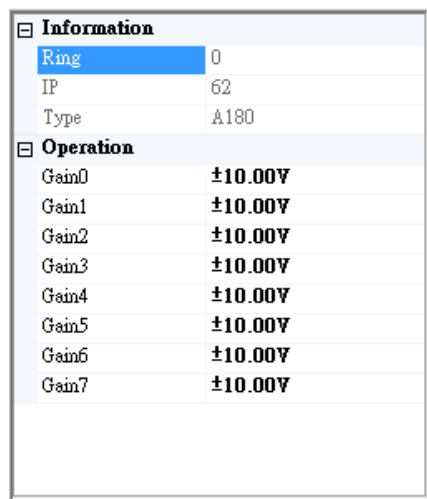 Information
Ring 0
IP 62
Type A180
Operation
Gain0 ±10.00V
Gain1 ±10.00V
Gain2 ±10.00V
Gain3 ±10.00V
Gain4 ±10.00V
Gain5 ±10.00V
Gain6 ±10.00V
Gain7 ±10.00V